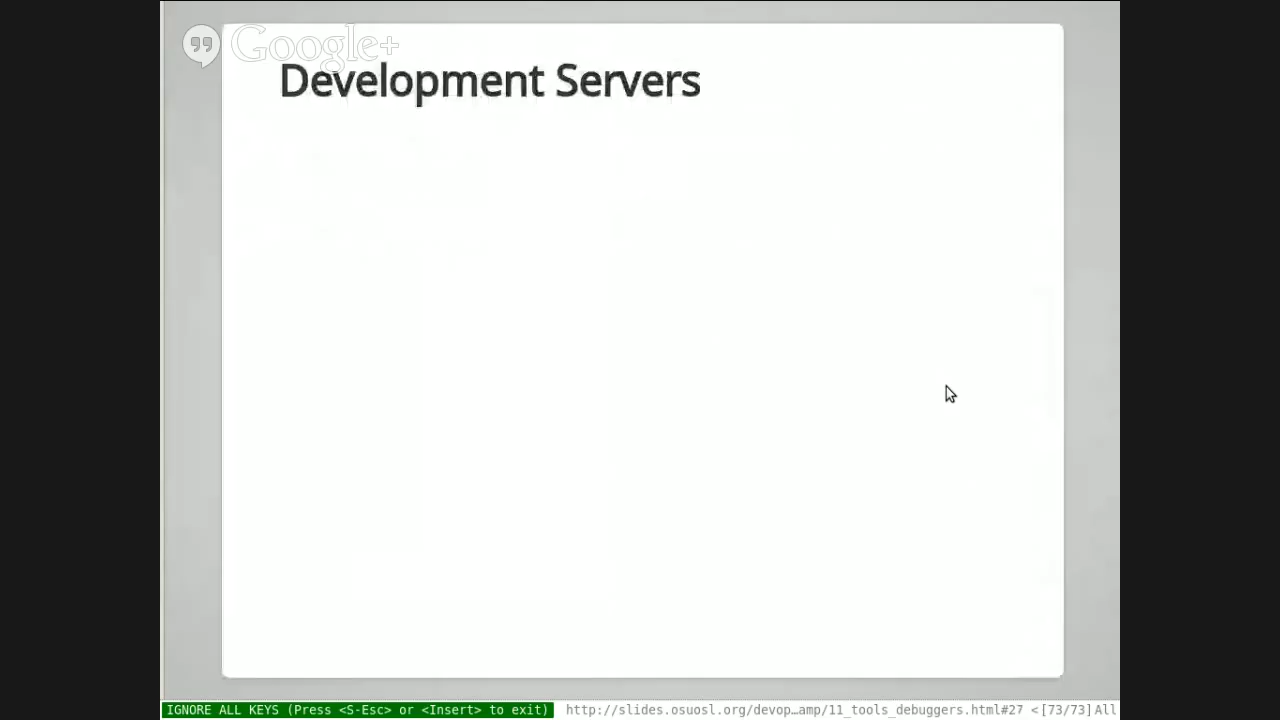 Google+
Development Servers
IGNORE ALL KEYS (Press <S-Esc> or <Insert> to exit) http://slides.osuosl.org/devop…amp/11_tools_debuggers.html#27 <[73/73]All